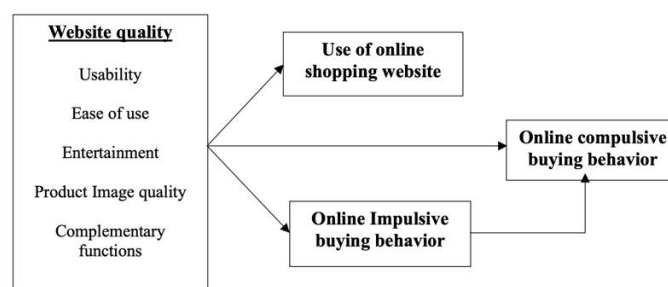 Website quality
Usability
Ease of use
Entertainment
Product Image quality
Complementary
functions
Use of online
shopping website
Online compulsive
buying behavior
Online Impulsive
buying behavior